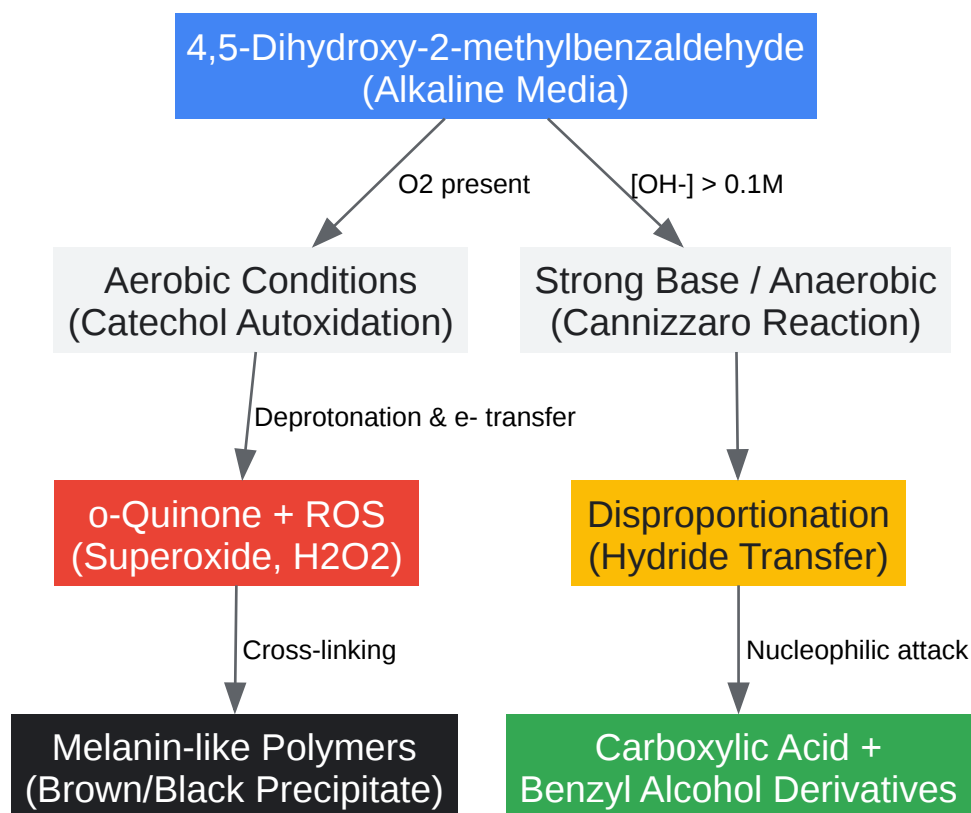 4,5-Dihydroxy-2-methylbenzaldehyde
(Alkaline Media)
O2 present
[OH-] > 0.1M
Aerobic Conditions
(Catechol Autoxidation)
Strong Base / Anaerobic
(Cannizzaro Reaction)
Deprotonation & e- transfer
o-Quinone + ROS
(Superoxide, H2O2)
Disproportionation
(Hydride Transfer)
Cross-linking
Nucleophilic attack
Melanin-like Polymers
(Brown/Black Precipitate)
Carboxylic Acid +
Benzyl Alcohol Derivatives